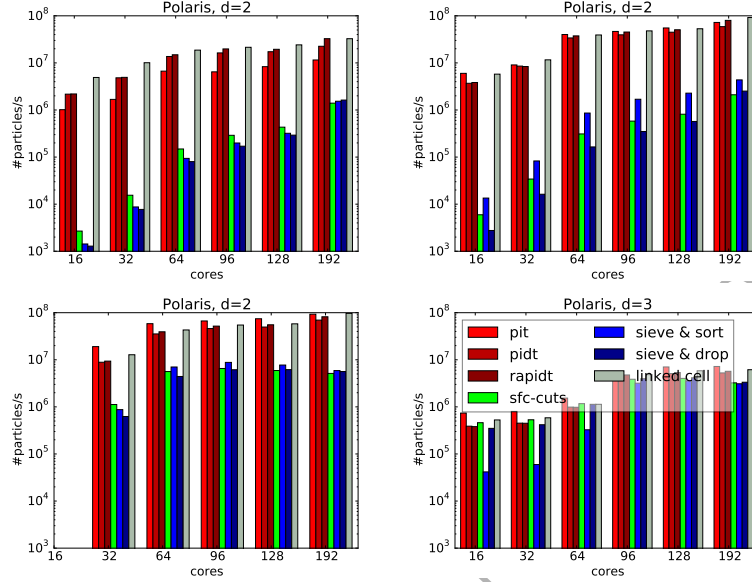 Polaris, d=2
10^8
10^7
10^6
10^5
10^4
10^3
#particles/s
16 32 64 96 128 192
cores
Polaris, d=2
10^8
10^7
10^6
10^5
10^4
10^3
#particles/s
16 32 64 96 128 192
cores
Polaris, d=2
10^8
10^7
10^6
10^5
10^4
10^3
#particles/s
16 32 64 96 128 192
cores
Polaris, d=3
10^8
10^7
10^6
10^5
10^4
10^3
#particles/s
pit
pidt
rapidt
sfc-cuts
sieve & sort
sieve & drop
linked cell
16 32 64 96 128 192
cores